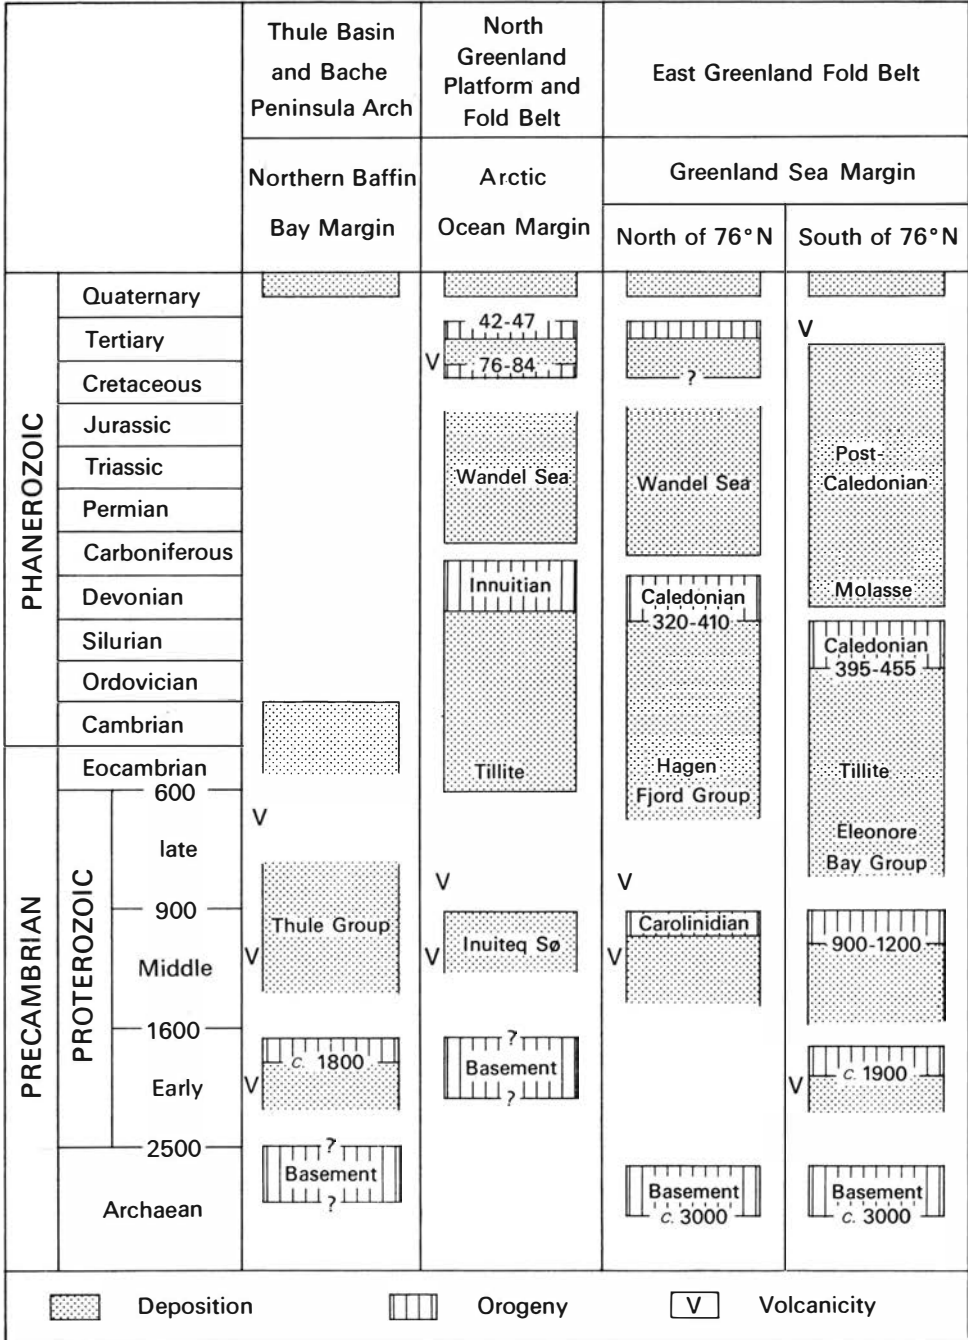 Thule Basin
and Bache
Peninsula Arch
North
Greenland
Platform and
Fold Belt
East Greenland Fold Belt
Northern Baffin
Bay Margin
Arctic
Ocean Margin
Greenland Sea Margin
North of 76°N
South of 76°N
PHANEROZOIC
Quaternary
Tertiary
Cretaceous
Jurassic
Triassic
Permian
Carboniferous
Devonian
Silurian
Ordovician
Cambrian
PRECAMBRIAN
Eocambrian
600
PROTEROZOIC
late
900
Middle
1600
Early
2500
Archaean
V
Thule Group
V
c. 1800
V
?
Basement
?
42-47
V
76-84
Wandel Sea
Innuitian
Tillite
V
Inuiteq Sø
V
?
Basement
?
?
Wandel Sea
Caledonian
320-410
Hagen
Fjord Group
V
Carolinidian
V
Basement
c. 3000
V
Post-
Caledonian
Molasse
Caledonian
395-455
Tillite
Eleonore
Bay Group
900-1200
c. 1900
V
Basement
c. 3000
Deposition
Orogeny
V Volcanicity